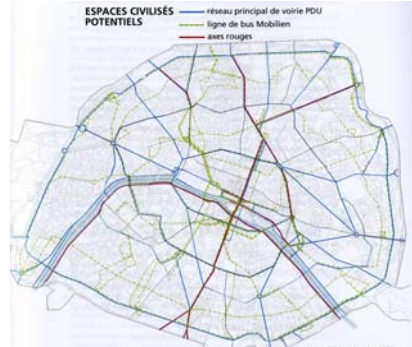 ESPACES CIVILISÉS
POTENTIELS
réseau principal de voirie PDU
ligne de bus Mobilien
axes rouges